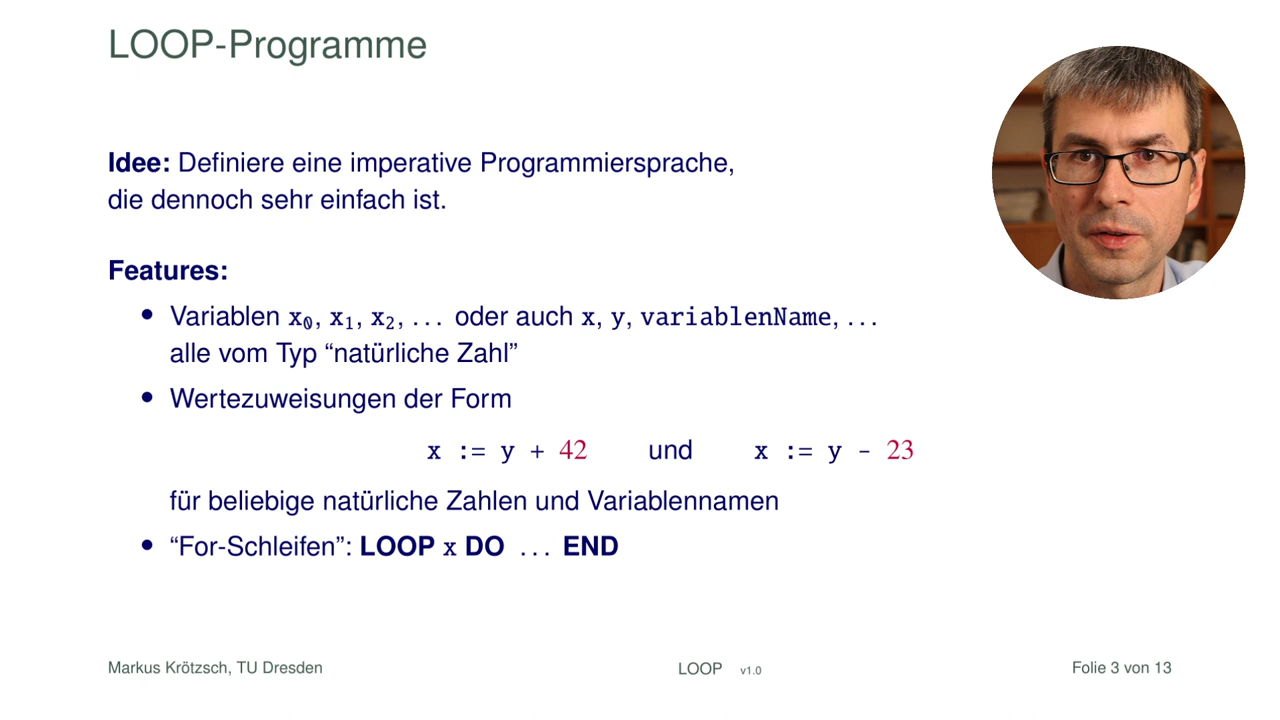 LOOP-Programme
Idee: Definiere eine imperative Programmiersprache,
die dennoch sehr einfach ist.
Features:
• Variablen x₀, x₁, x₂, ... oder auch x, y, variablenName, ...
alle vom Typ “natürliche Zahl”
• Wertezuweisungen der Form
x := y + 42 und x := y - 23
für beliebige natürliche Zahlen und Variablennamen
• “For-Schleifen”: LOOP x DO ... END
Markus Krötzsch, TU Dresden LOOP v1.0 Folie 3 von 13